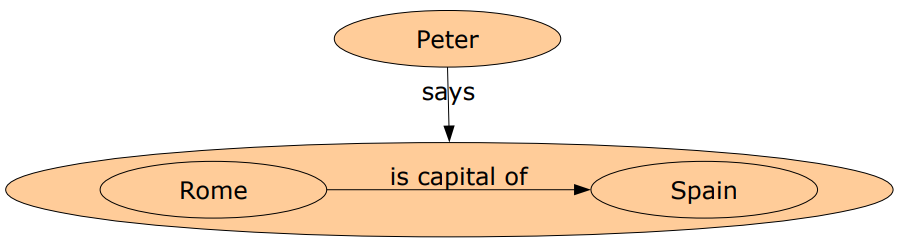 Peter
says
Rome is capital of Spain